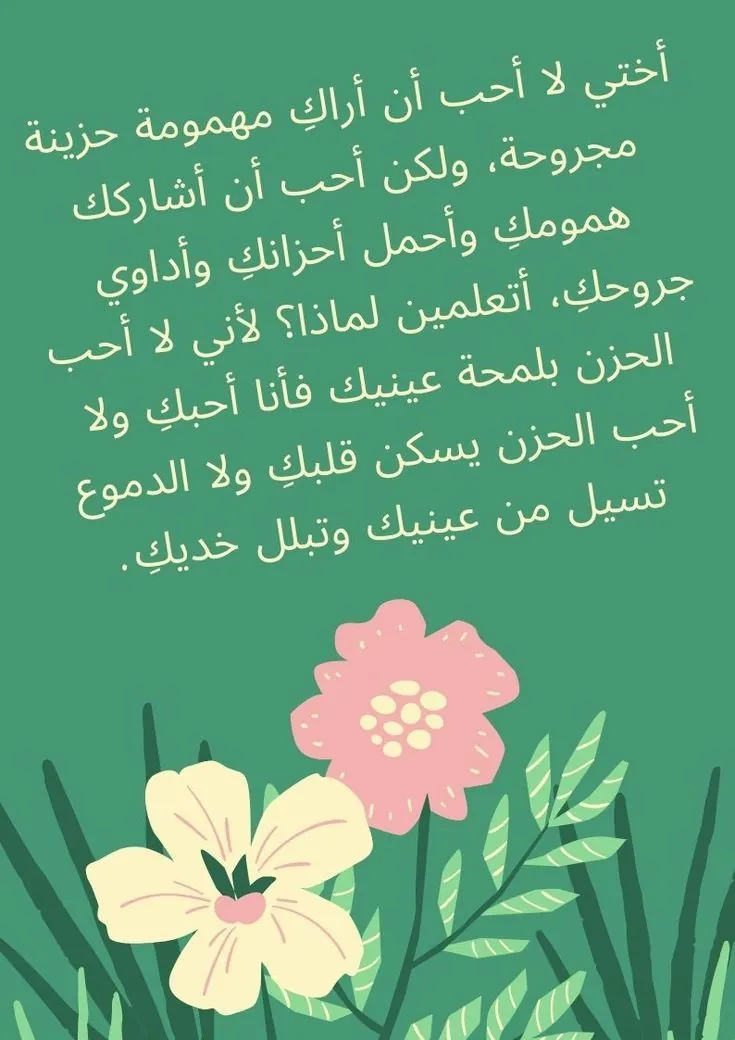 أختي لا أحب أن أراكِ مهمومة حزينة
مجروحة، ولكن أحب أن أشاركك
همومكِ وأحمل أحزانكِ وأداوي
جروحكِ، أتعلمين لماذا؟ لأني لا أحب
الحزن بلمحة عينيك فأنا أحبكِ ولا
أحب الحزن يسكن قلبكِ ولا الدموع
تسيل من عينيك وتبلل خديكِ.